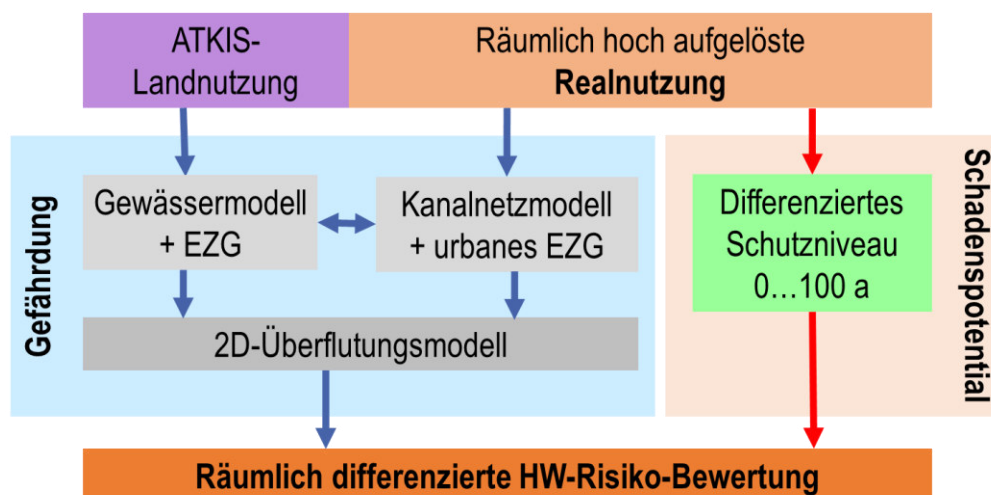 ATKIS-
Landnutzung
Räumlich hoch aufgelöste
Realnutzung
Gefährdung
Gewässermodell
+ EZG
Kanalnetzmodell
+ urbanes EZG
2D-Überflutungsmodell
Differenziertes
Schutzniveau
0...100 a
Schadenspotential
Räumlich differenzierte HW-Risiko-Bewertung